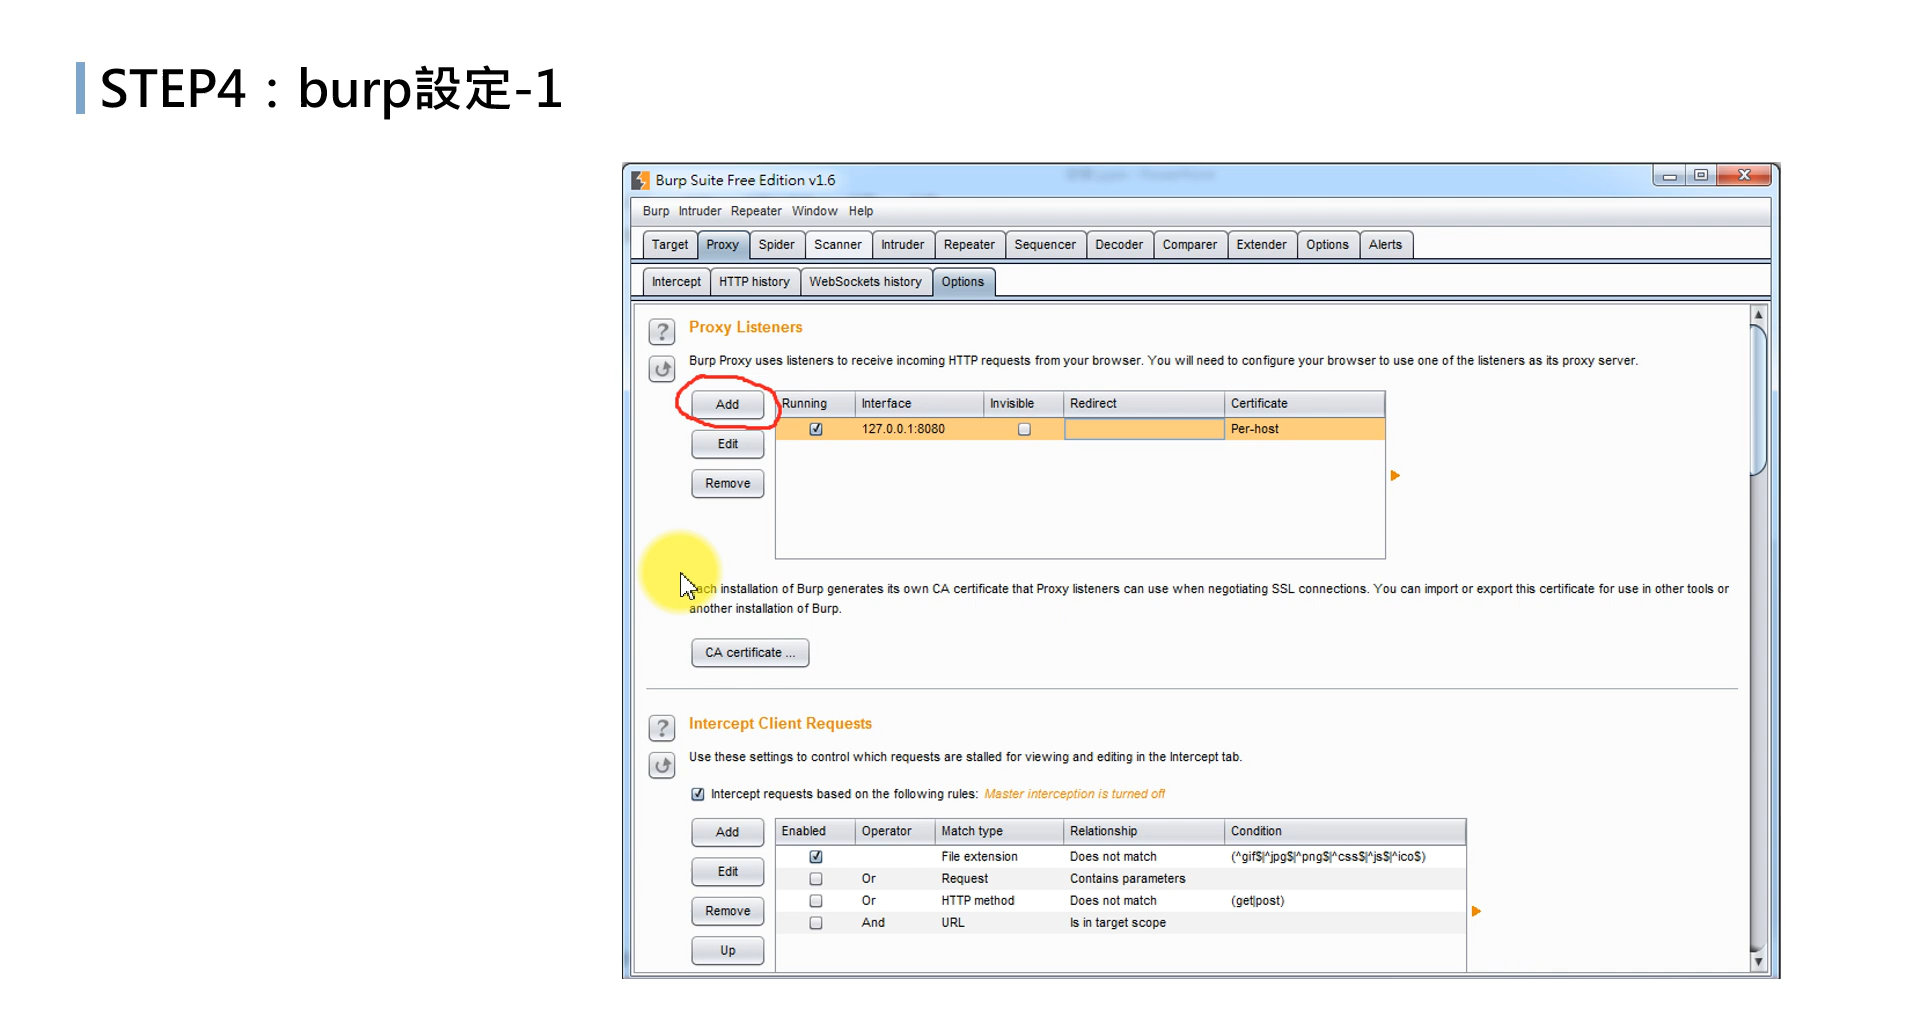 STEP4：burp設定-1
Burp Suite Free Edition v1.6
Burp Intruder Repeater Window Help
Target Proxy Spider Scanner Intruder Repeater Sequencer Decoder Comparer Extender Options Alerts
Intercept HTTP history WebSockets history Options
? Proxy Listeners
Burp Proxy uses listeners to receive incoming HTTP requests from your browser. You will need to configure your browser to use one of the listeners as its proxy server.
Add Running Interface Invisible Redirect Certificate
127.0.0.1:8080 Per-host
Edit
Remove
ach installation of Burp generates its own CA certificate that Proxy listeners can use when negotiating SSL connections. You can import or export this certificate for use in other tools or
another installation of Burp.
CA certificate ...
? Intercept Client Requests
Use these settings to control which requests are stalled for viewing and editing in the Intercept tab.
Intercept requests based on the following rules: Master interception is turned off
Add Enabled Operator Match type Relationship Condition
File extension Does not match (^gif$|^jpg$|^png$|^css$|^js$|^ico$)
Edit Or Request Contains parameters
Or HTTP method Does not match (get|post)
Remove And URL Is in target scope
Up